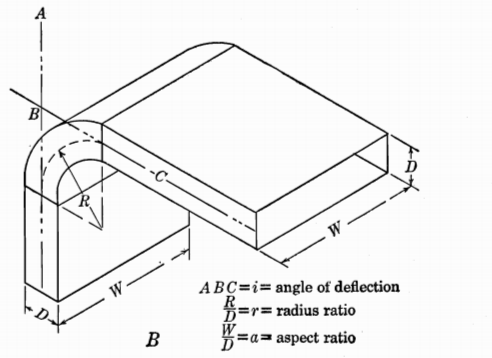 A
B
C
R
D
W
W
D
ABC=i= angle of deflection
R/D=r= radius ratio
W/D=a= aspect ratio
B